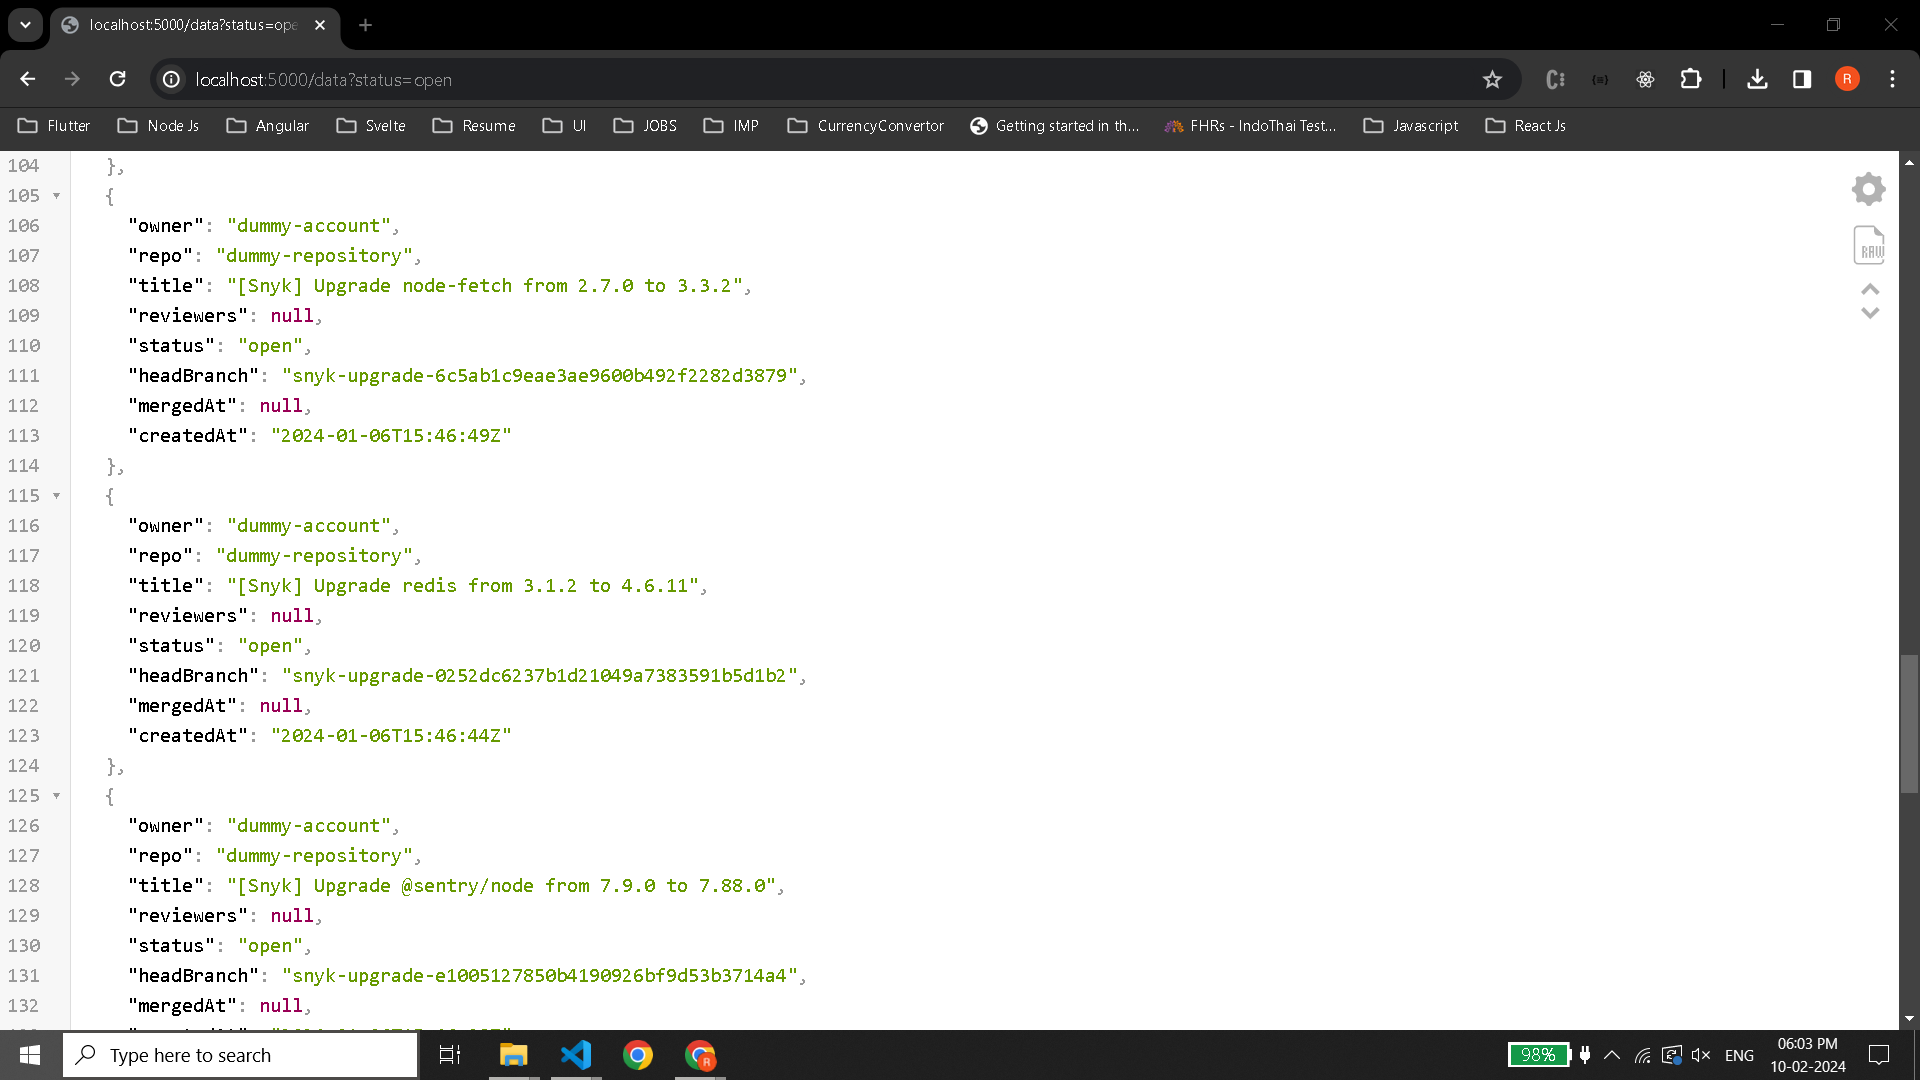 localhost:5000/data?status=ope
localhost:5000/data?status=open
R
Flutter Node Js Angular Svelte Resume UI JOBS IMP CurrencyConvertor Getting started in th... FHRs - IndoThai Test... Javascript React Js
104 },
105 {
106 "owner": "dummy-account",
107 "repo": "dummy-repository",
108 "title": "[Snyk] Upgrade node-fetch from 2.7.0 to 3.3.2",
109 "reviewers": null,
110 "status": "open",
111 "headBranch": "snyk-upgrade-6c5ab1c9eae3ae9600b492f2282d3879",
112 "mergedAt": null,
113 "createdAt": "2024-01-06T15:46:49Z"
114 },
115 {
116 "owner": "dummy-account",
117 "repo": "dummy-repository",
118 "title": "[Snyk] Upgrade redis from 3.1.2 to 4.6.11",
119 "reviewers": null,
120 "status": "open",
121 "headBranch": "snyk-upgrade-0252dc6237b1d21049a7383591b5d1b2",
122 "mergedAt": null,
123 "createdAt": "2024-01-06T15:46:44Z"
124 },
125 {
126 "owner": "dummy-account",
127 "repo": "dummy-repository",
128 "title": "[Snyk] Upgrade @sentry/node from 7.9.0 to 7.88.0",
129 "reviewers": null,
130 "status": "open",
131 "headBranch": "snyk-upgrade-e1005127850b4190926bf9d53b3714a4",
132 "mergedAt": null,
RAW
Type here to search
R
98%
ENG
06:03 PM
10-02-2024